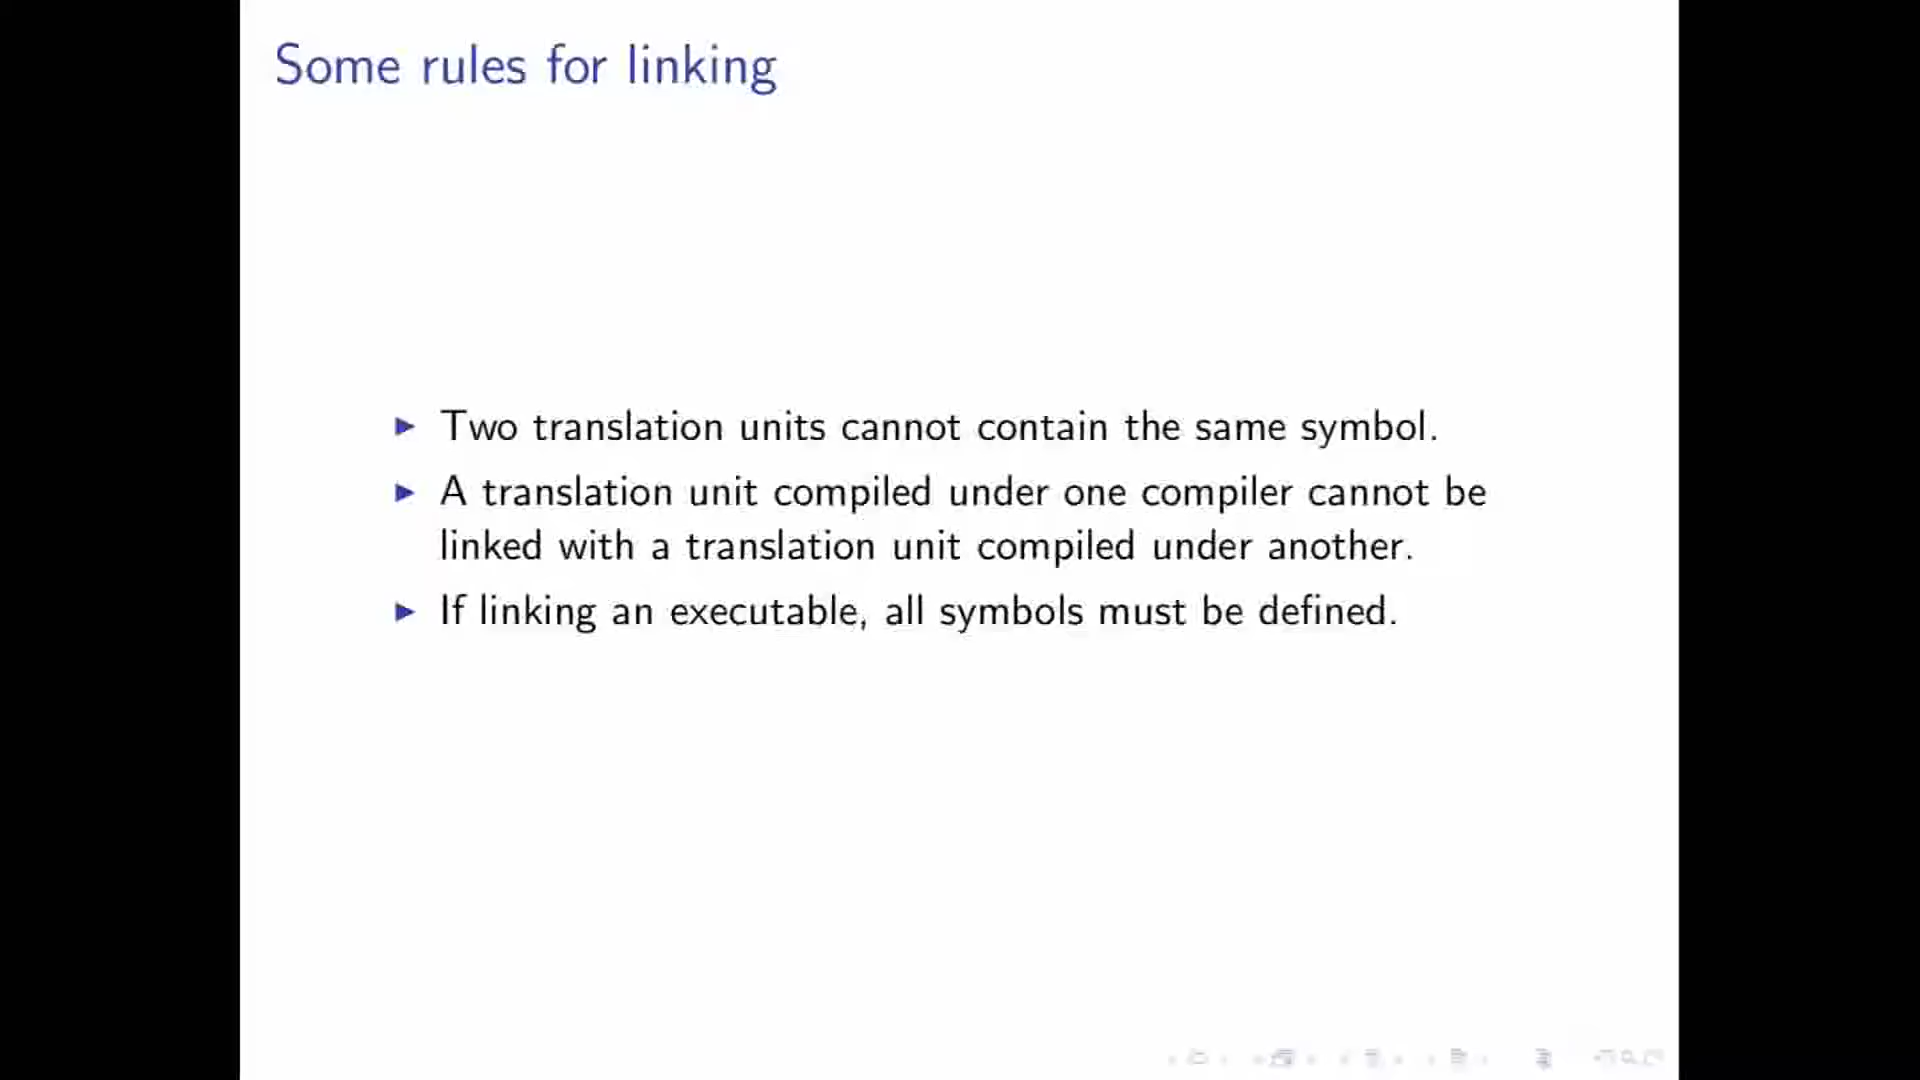 Some rules for linking
Two translation units cannot contain the same symbol.
A translation unit compiled under one compiler cannot be
linked with a translation unit compiled under another.
If linking an executable, all symbols must be defined.